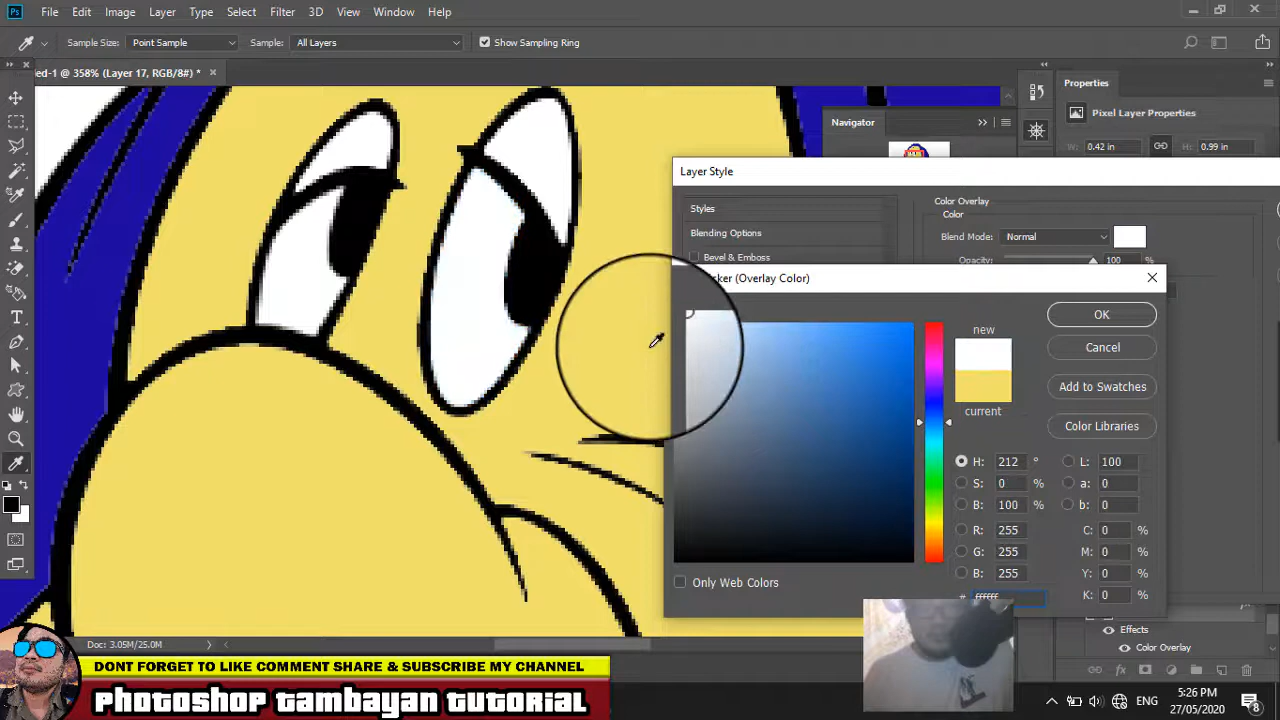 Ps File Edit Image Layer Type Select Filter 3D View Window Help
Sample Size: Point Sample Sample: All Layers Show Sampling Ring
ed-1 @ 358% (Layer 17, RGB/8#) *
Properties
Pixel Layer Properties
Navigator
W: 0.42 in H: 0.99 in
Layer Style
Styles
Blending Options
Bevel & Emboss
Color Overlay
Color
Blend Mode: Normal
Opacity: 100 %
(Overlay Color)
OK
Cancel
Add to Swatches
Color Libraries
new
current
H: 212 ° L: 100
S: 0 % a: 0
B: 100 % b: 0
R: 255 C: 0 %
G: 255 M: 0 %
B: 255 Y: 0 %
# ffffff K: 0 %
Only Web Colors
Effects
Color Overlay
Doc: 3.05M/25.0M
DONT FORGET TO LIKE COMMENT SHARE & SUBSCRIBE MY CHANNEL
PHOTOSHOP TAMBAYAN TUTORIAL
ENG
5:26 PM
27/05/2020
8